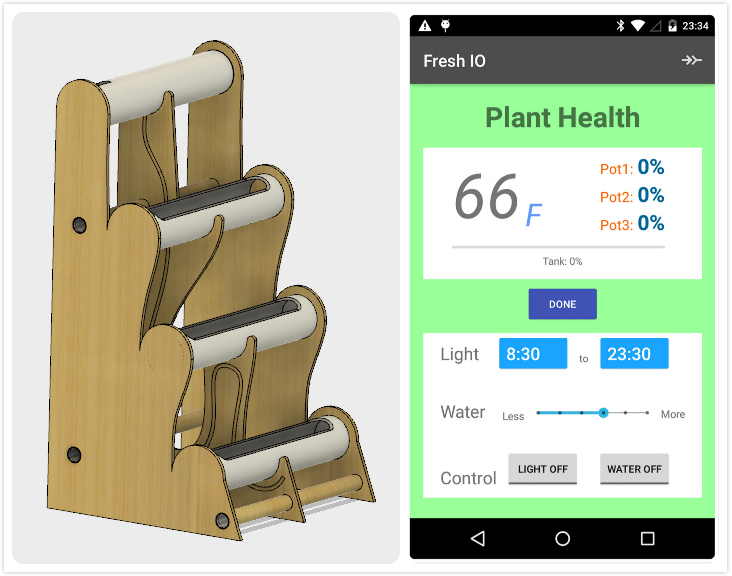 23:34
Fresh IO
Plant Health
66 F
Pot1: 0%
Pot2: 0%
Pot3: 0%
Tank: 0%
DONE
Light 8:30 to 23:30
Water Less More
Control LIGHT OFF WATER OFF